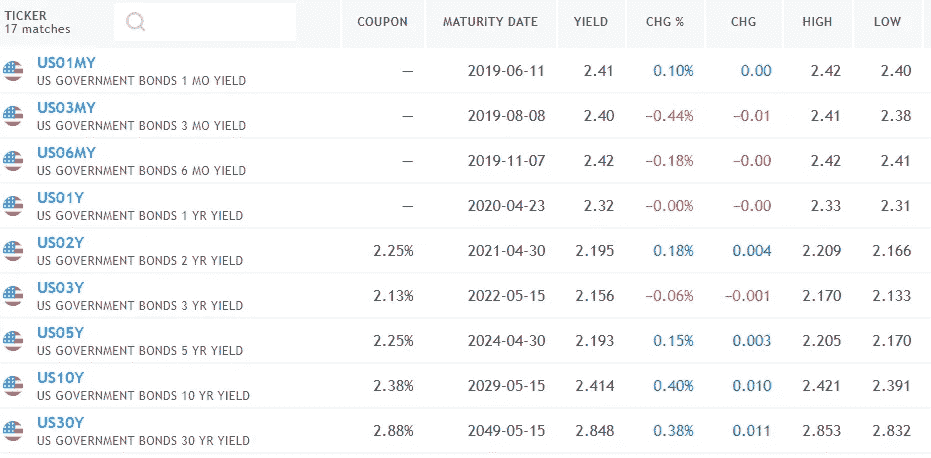 TICKER COUPON MATURITY DATE YIELD CHG % CHG HIGH LOW
17 matches
US01MY — 2019-06-11 2.41 0.10% 0.00 2.42 2.40
US GOVERNMENT BONDS 1 MO YIELD
US03MY — 2019-08-08 2.40 −0.44% −0.01 2.41 2.38
US GOVERNMENT BONDS 3 MO YIELD
US06MY — 2019-11-07 2.42 −0.18% −0.00 2.42 2.41
US GOVERNMENT BONDS 6 MO YIELD
US01Y — 2020-04-23 2.32 −0.00% −0.00 2.33 2.31
US GOVERNMENT BONDS 1 YR YIELD
US02Y 2.25% 2021-04-30 2.195 0.18% 0.004 2.209 2.166
US GOVERNMENT BONDS 2 YR YIELD
US03Y 2.13% 2022-05-15 2.156 −0.06% −0.001 2.170 2.133
US GOVERNMENT BONDS 3 YR YIELD
US05Y 2.25% 2024-04-30 2.193 0.15% 0.003 2.205 2.170
US GOVERNMENT BONDS 5 YR YIELD
US10Y 2.38% 2029-05-15 2.414 0.40% 0.010 2.421 2.391
US GOVERNMENT BONDS 10 YR YIELD
US30Y 2.88% 2049-05-15 2.848 0.38% 0.011 2.853 2.832
US GOVERNMENT BONDS 30 YR YIELD